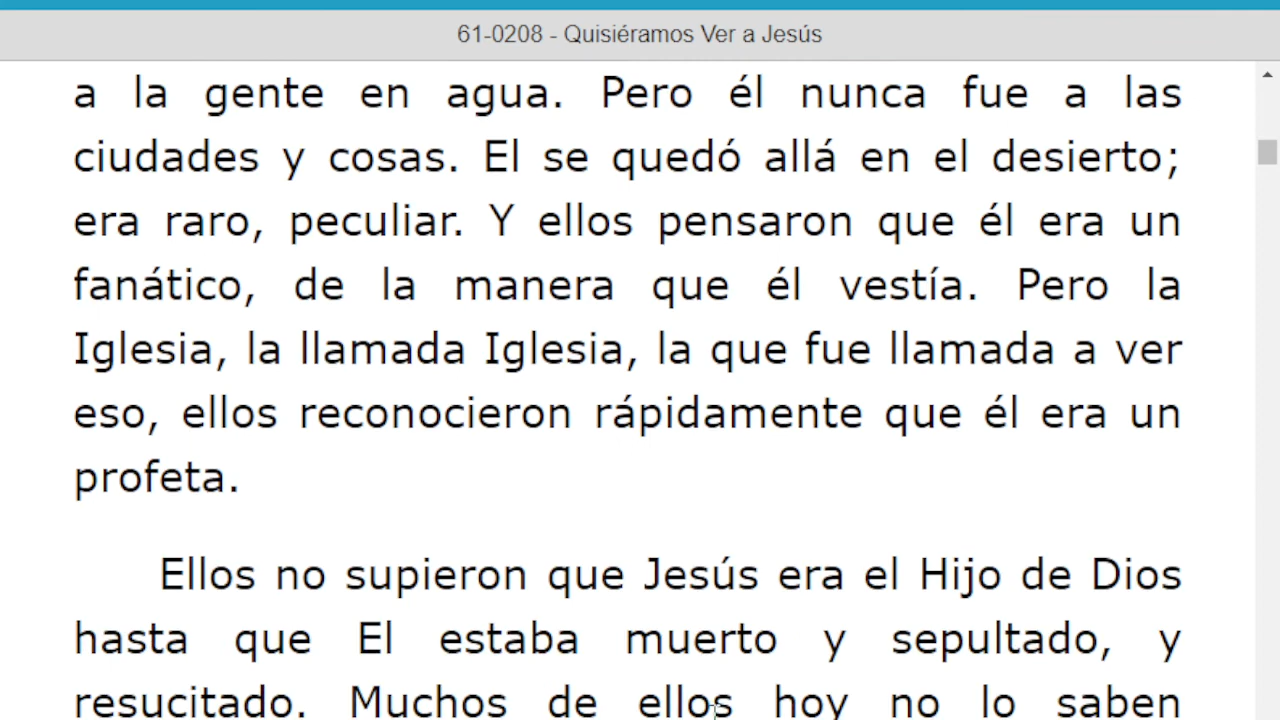 61-0208 - Quisiéramos Ver a Jesús
a la gente en agua. Pero él nunca fue a las
ciudades y cosas. El se quedó allá en el desierto;
era raro, peculiar. Y ellos pensaron que él era un
fanático, de la manera que él vestía. Pero la
Iglesia, la llamada Iglesia, la que fue llamada a ver
eso, ellos reconocieron rápidamente que él era un
profeta.
Ellos no supieron que Jesús era el Hijo de Dios
hasta que El estaba muerto y sepultado, y
resucitado. Muchos de ellos hoy no lo saben